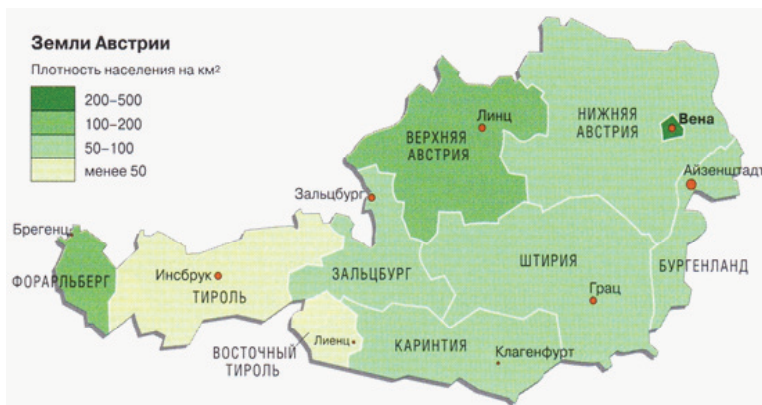 Земли Австрии
Плотность населения на км²
200–500
100–200
50–100
менее 50
Линц
ВЕРХНЯЯ
АВСТРИЯ
НИЖНЯЯ
АВСТРИЯ
Вена
Айзенштадт
Зальцбург
Брегенц
ФОРАРЛЬБЕРГ
Инсбрук
ТИРОЛЬ
ЗАЛЬЦБУРГ
ШТИРИЯ
Грац
БУРГЕНЛАНД
ВОСТОЧНЫЙ
ТИРОЛЬ
Лиенц
КАРИНТИЯ
Клагенфурт